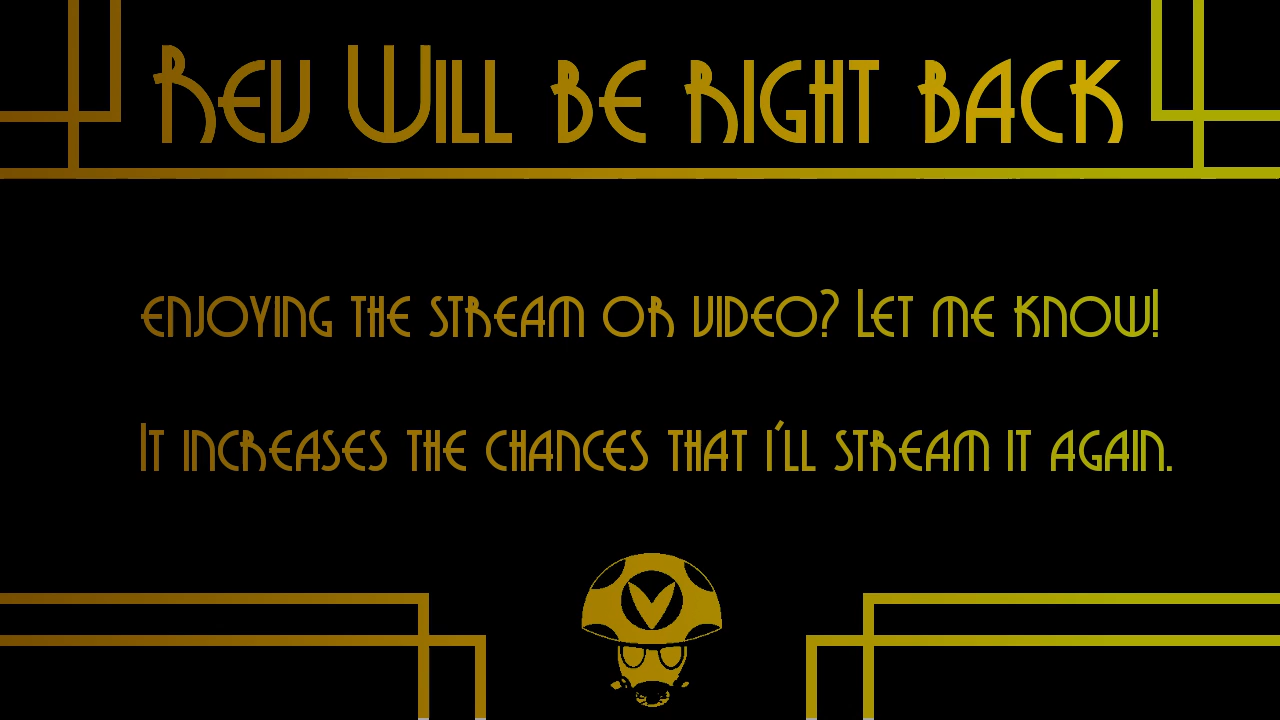 Rev Will be right back
enjoying the stream or video? Let me know!
It increases the chances that i'll stream it again.